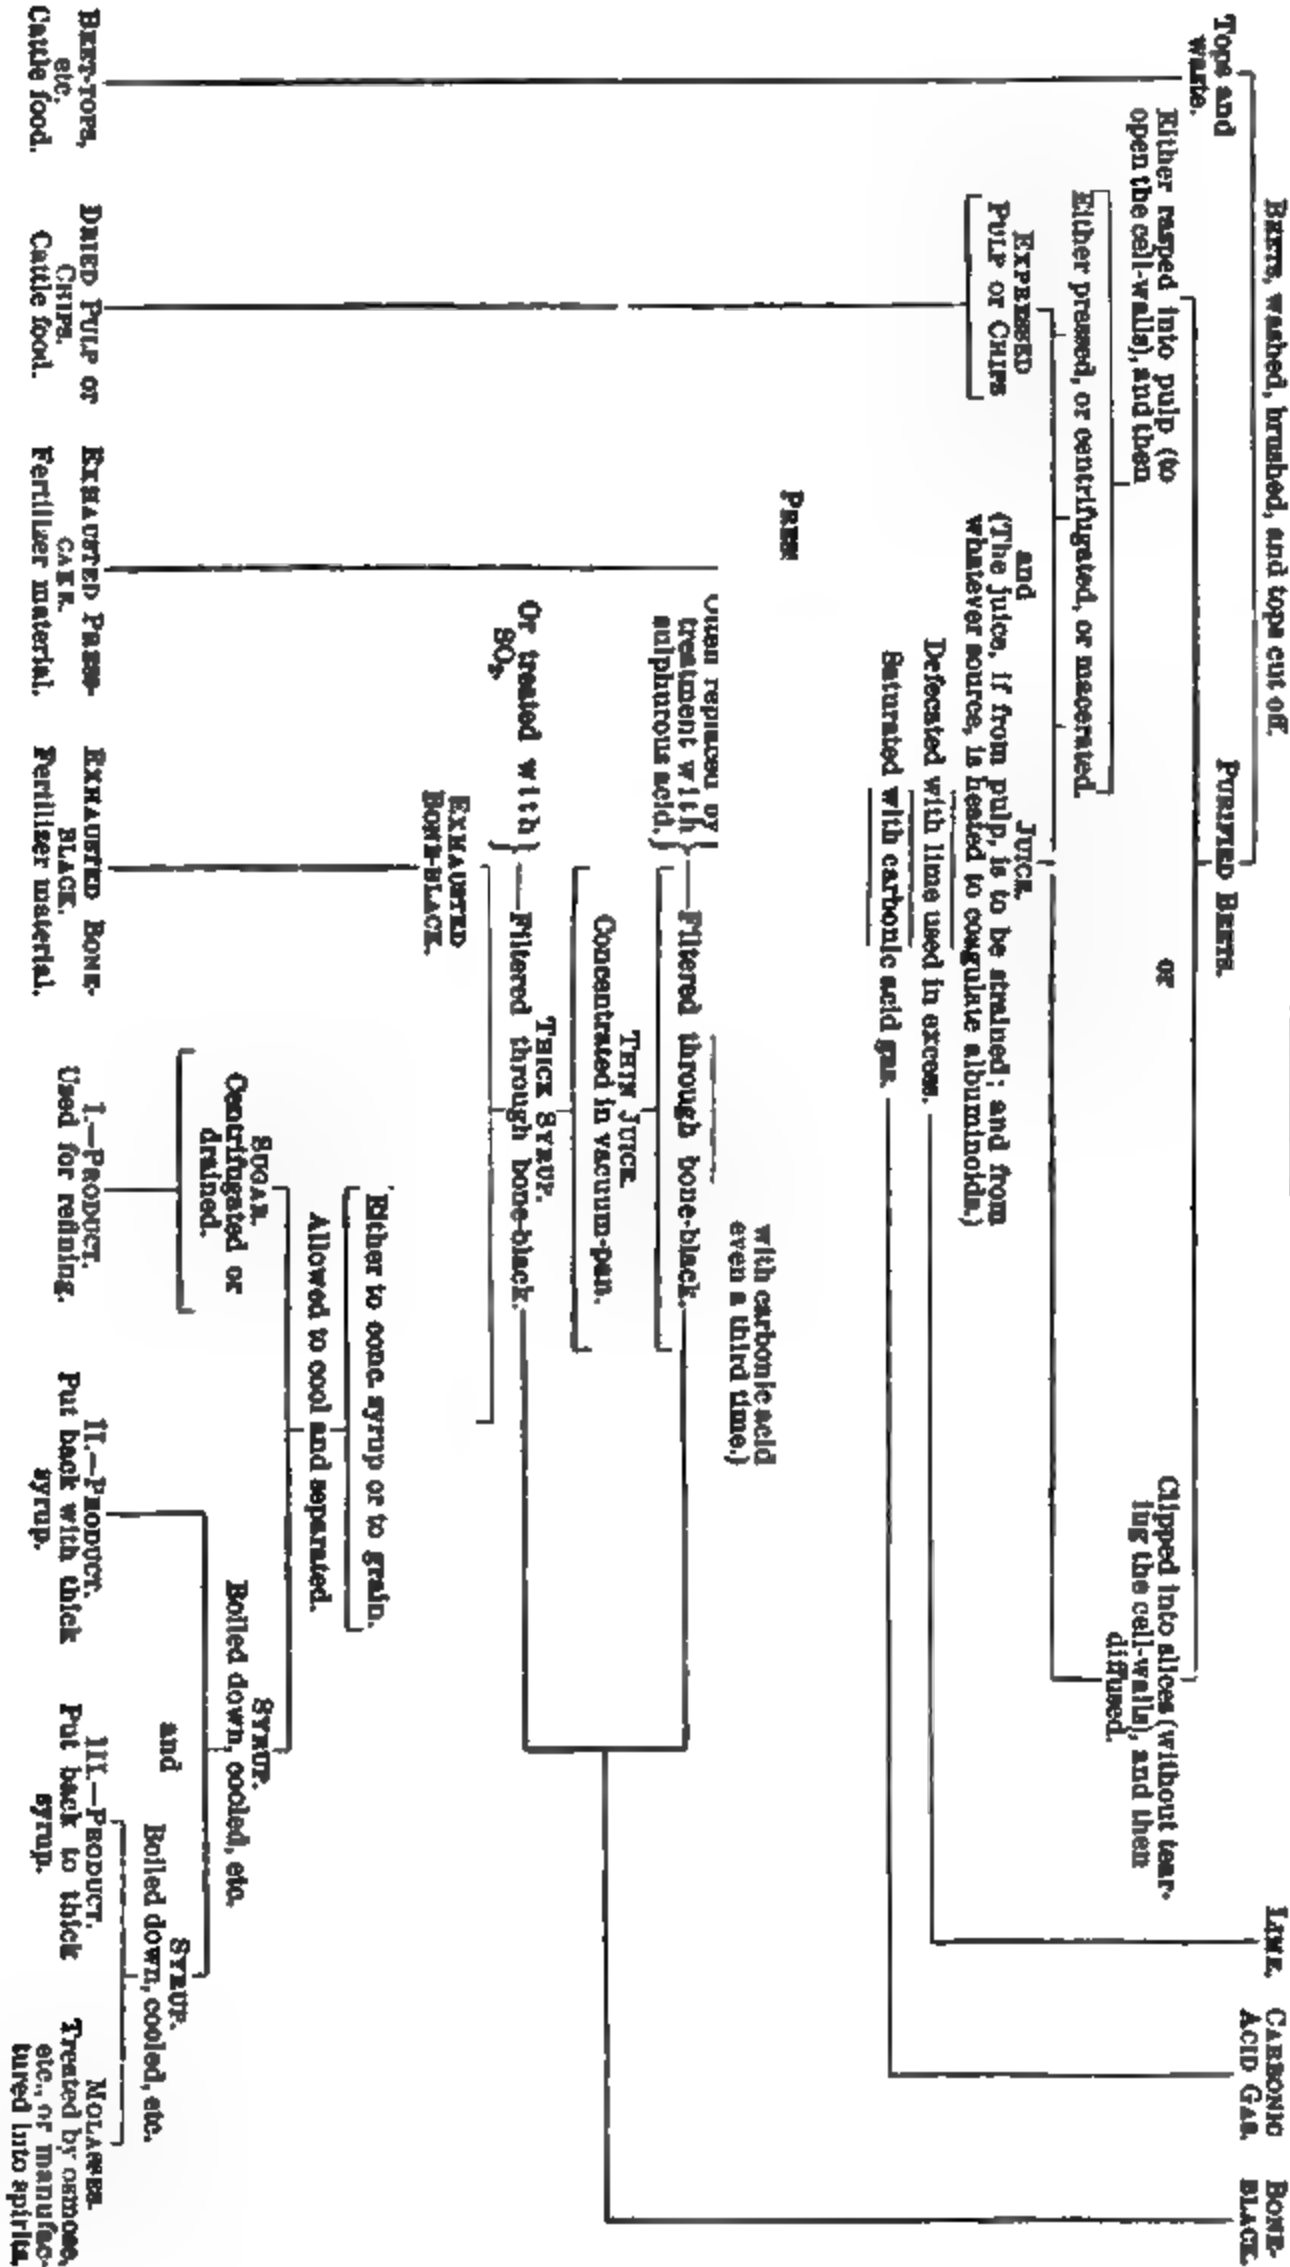 BEETS, washed, brushed, and tops cut off.
LIME.
CARBONIC
ACID GAS.
BONE-
BLACK.
Tops and
waste.
PURIFIED BEETS.
Either rasped into pulp (to
open the cell-walls), and then
or
Clipped into slices (without tear-
ing the cell-walls), and then
diffused.
Either pressed, or centrifugated, or macerated.
EXPRESSED
PULP or CHIPS
and
JUICE.
(The juice, if from pulp, is to be strained; and from
whatever source, is heated to coagulate albuminoids.)
Defecated with lime used in excess.
Saturated with carbonic acid gas.
PRESS
with carbonic acid
even a third time.)
replaced by
treatment with
sulphurous acid.
Filtered through bone-black.
THIN JUICE.
Concentrated in vacuum-pan.
THICK SYRUP.
Or treated with
SO₂.
Filtered through bone-black.
EXHAUSTED
BONE-BLACK.
Either to conc. syrup or to grain.
Allowed to cool and separated.
SUGAR.
Centrifugated or
drained.
SYRUP.
Boiled down, cooled, etc.
and
SYRUP.
Boiled down, cooled, etc.
BEET-TOPS,
etc.
Cattle food.
DRIED PULP or
CHIPS.
Cattle food.
EXHAUSTED PRESS-
CAKE.
Fertilizer material.
EXHAUSTED BONE-
BLACK.
Fertilizer material.
I.—PRODUCT.
Used for refining.
II.—PRODUCT.
Put back with thick
syrup.
III.—PRODUCT.
Put back to thick
syrup.
MOLASSES.
Treated by osmose,
etc., or manufac-
tured into spirits.